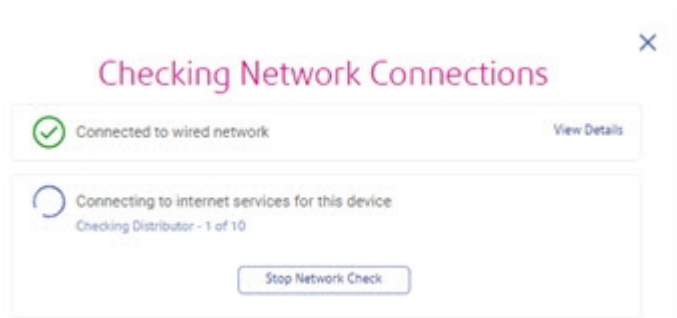 Checking Network Connections
Connected to wired network View Details
Connecting to internet services for this device
Checking Distributor - 1 of 10
Stop Network Check